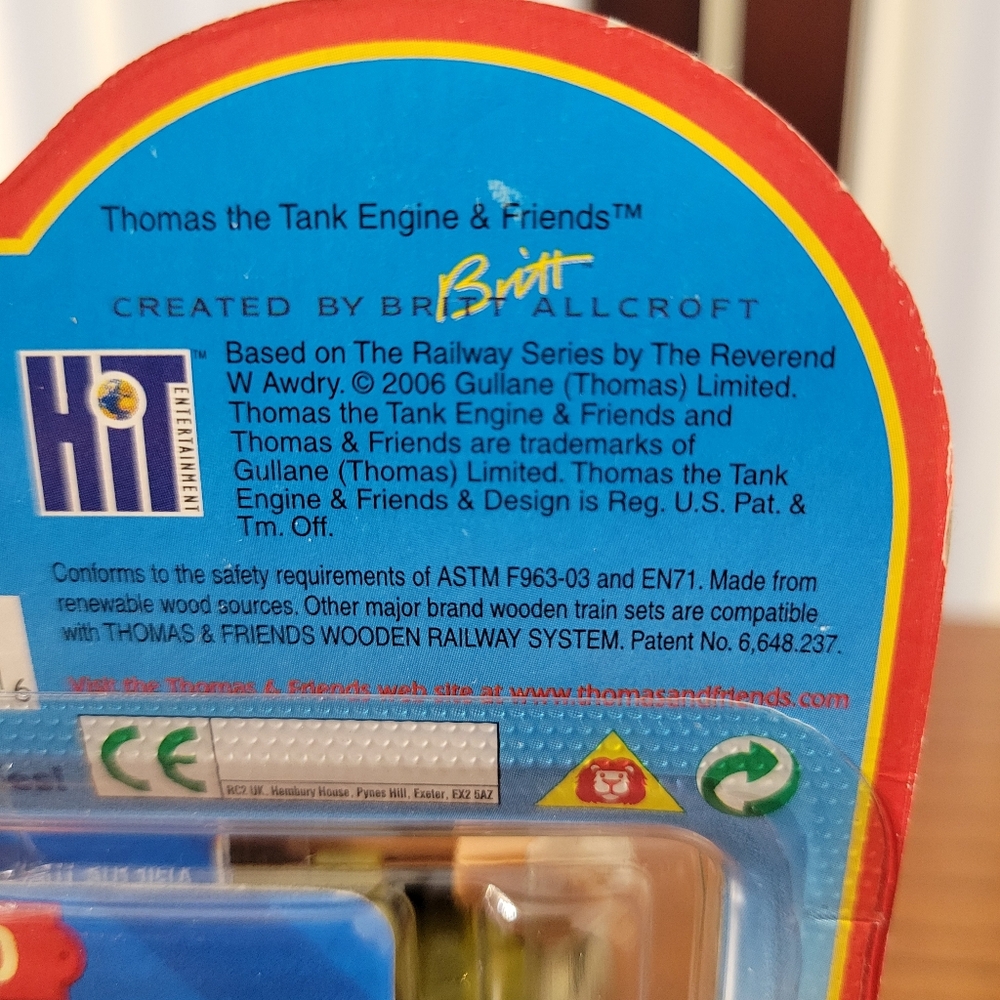 Thomas the Tank Engine & Friends™
Britt
CREATED BY BRITT ALLCROFT
HiT ENTERTAINMENT ™
Based on The Railway Series by The Reverend
W Awdry. © 2006 Gullane (Thomas) Limited.
Thomas the Tank Engine & Friends and
Thomas & Friends are trademarks of
Gullane (Thomas) Limited. Thomas the Tank
Engine & Friends & Design is Reg. U.S. Pat. &
Tm. Off.
Conforms to the safety requirements of ASTM F963-03 and EN71. Made from
renewable wood sources. Other major brand wooden train sets are compatible
with THOMAS & FRIENDS WOODEN RAILWAY SYSTEM. Patent No. 6,648.237.
6
Visit the Thomas & Friends web site at www.thomasandfriends.com
CE
RC2 UK. Hembury House. Pynes Hill, Exeter, EX2 5AZ